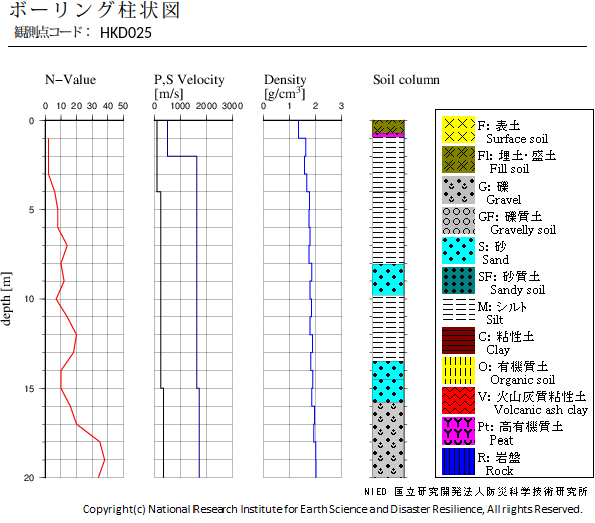 ボーリング柱状図
観測点コード： HKD025
N−Value
0 10 20 30 40 50
P,S Velocity
[m/s]
0 1000 2000 3000
Density
[g/cm3]
0 1 2 3
Soil column
depth [m]
0
5
10
15
20
F: 表土
Surface soil
Fl: 埋土・盛土
Fill soil
G: 礫
Gravel
GF: 礫質土
Gravelly soil
S: 砂
Sand
SF: 砂質土
Sandy soil
M: シルト
Silt
C: 粘性土
Clay
O: 有機質土
Organic soil
V: 火山灰質粘性土
Volcanic ash clay
Pt: 高有機質土
Peat
R: 岩盤
Rock
NIED 国立研究開発法人防災科学技術研究所
Copyright(c) National Research Institute for Earth Science and Disaster Resilience, All rights Reserved.